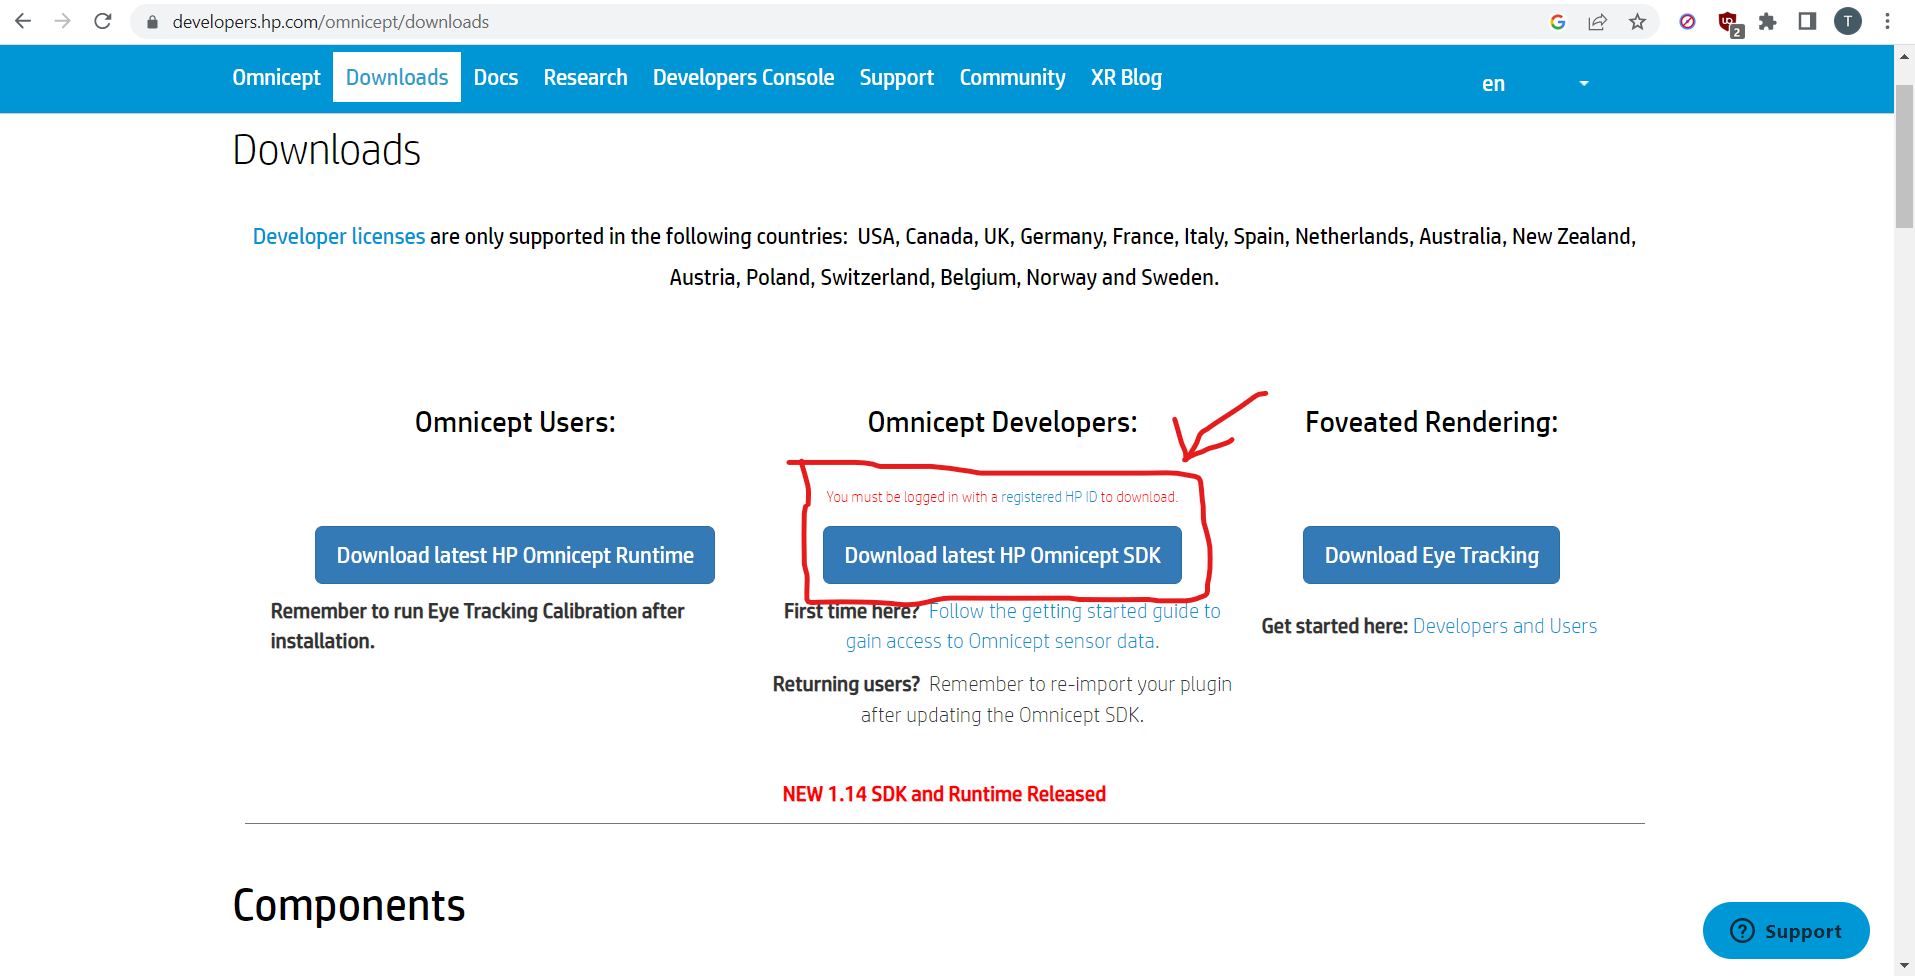 developers.hp.com/omnicept/downloads
2
T
Omnicept Downloads Docs Research Developers Console Support Community XR Blog en
Downloads
Developer licenses are only supported in the following countries: USA, Canada, UK, Germany, France, Italy, Spain, Netherlands, Australia, New Zealand,
Austria, Poland, Switzerland, Belgium, Norway and Sweden.
Omnicept Users:
Download latest HP Omnicept Runtime
Remember to run Eye Tracking Calibration after
installation.
Omnicept Developers:
You must be logged in with a registered HP ID to download.
Download latest HP Omnicept SDK
First time here? Follow the getting started guide to
gain access to Omnicept sensor data.
Returning users? Remember to re-import your plugin
after updating the Omnicept SDK.
Foveated Rendering:
Download Eye Tracking
Get started here: Developers and Users
NEW 1.14 SDK and Runtime Released
Components
? Support